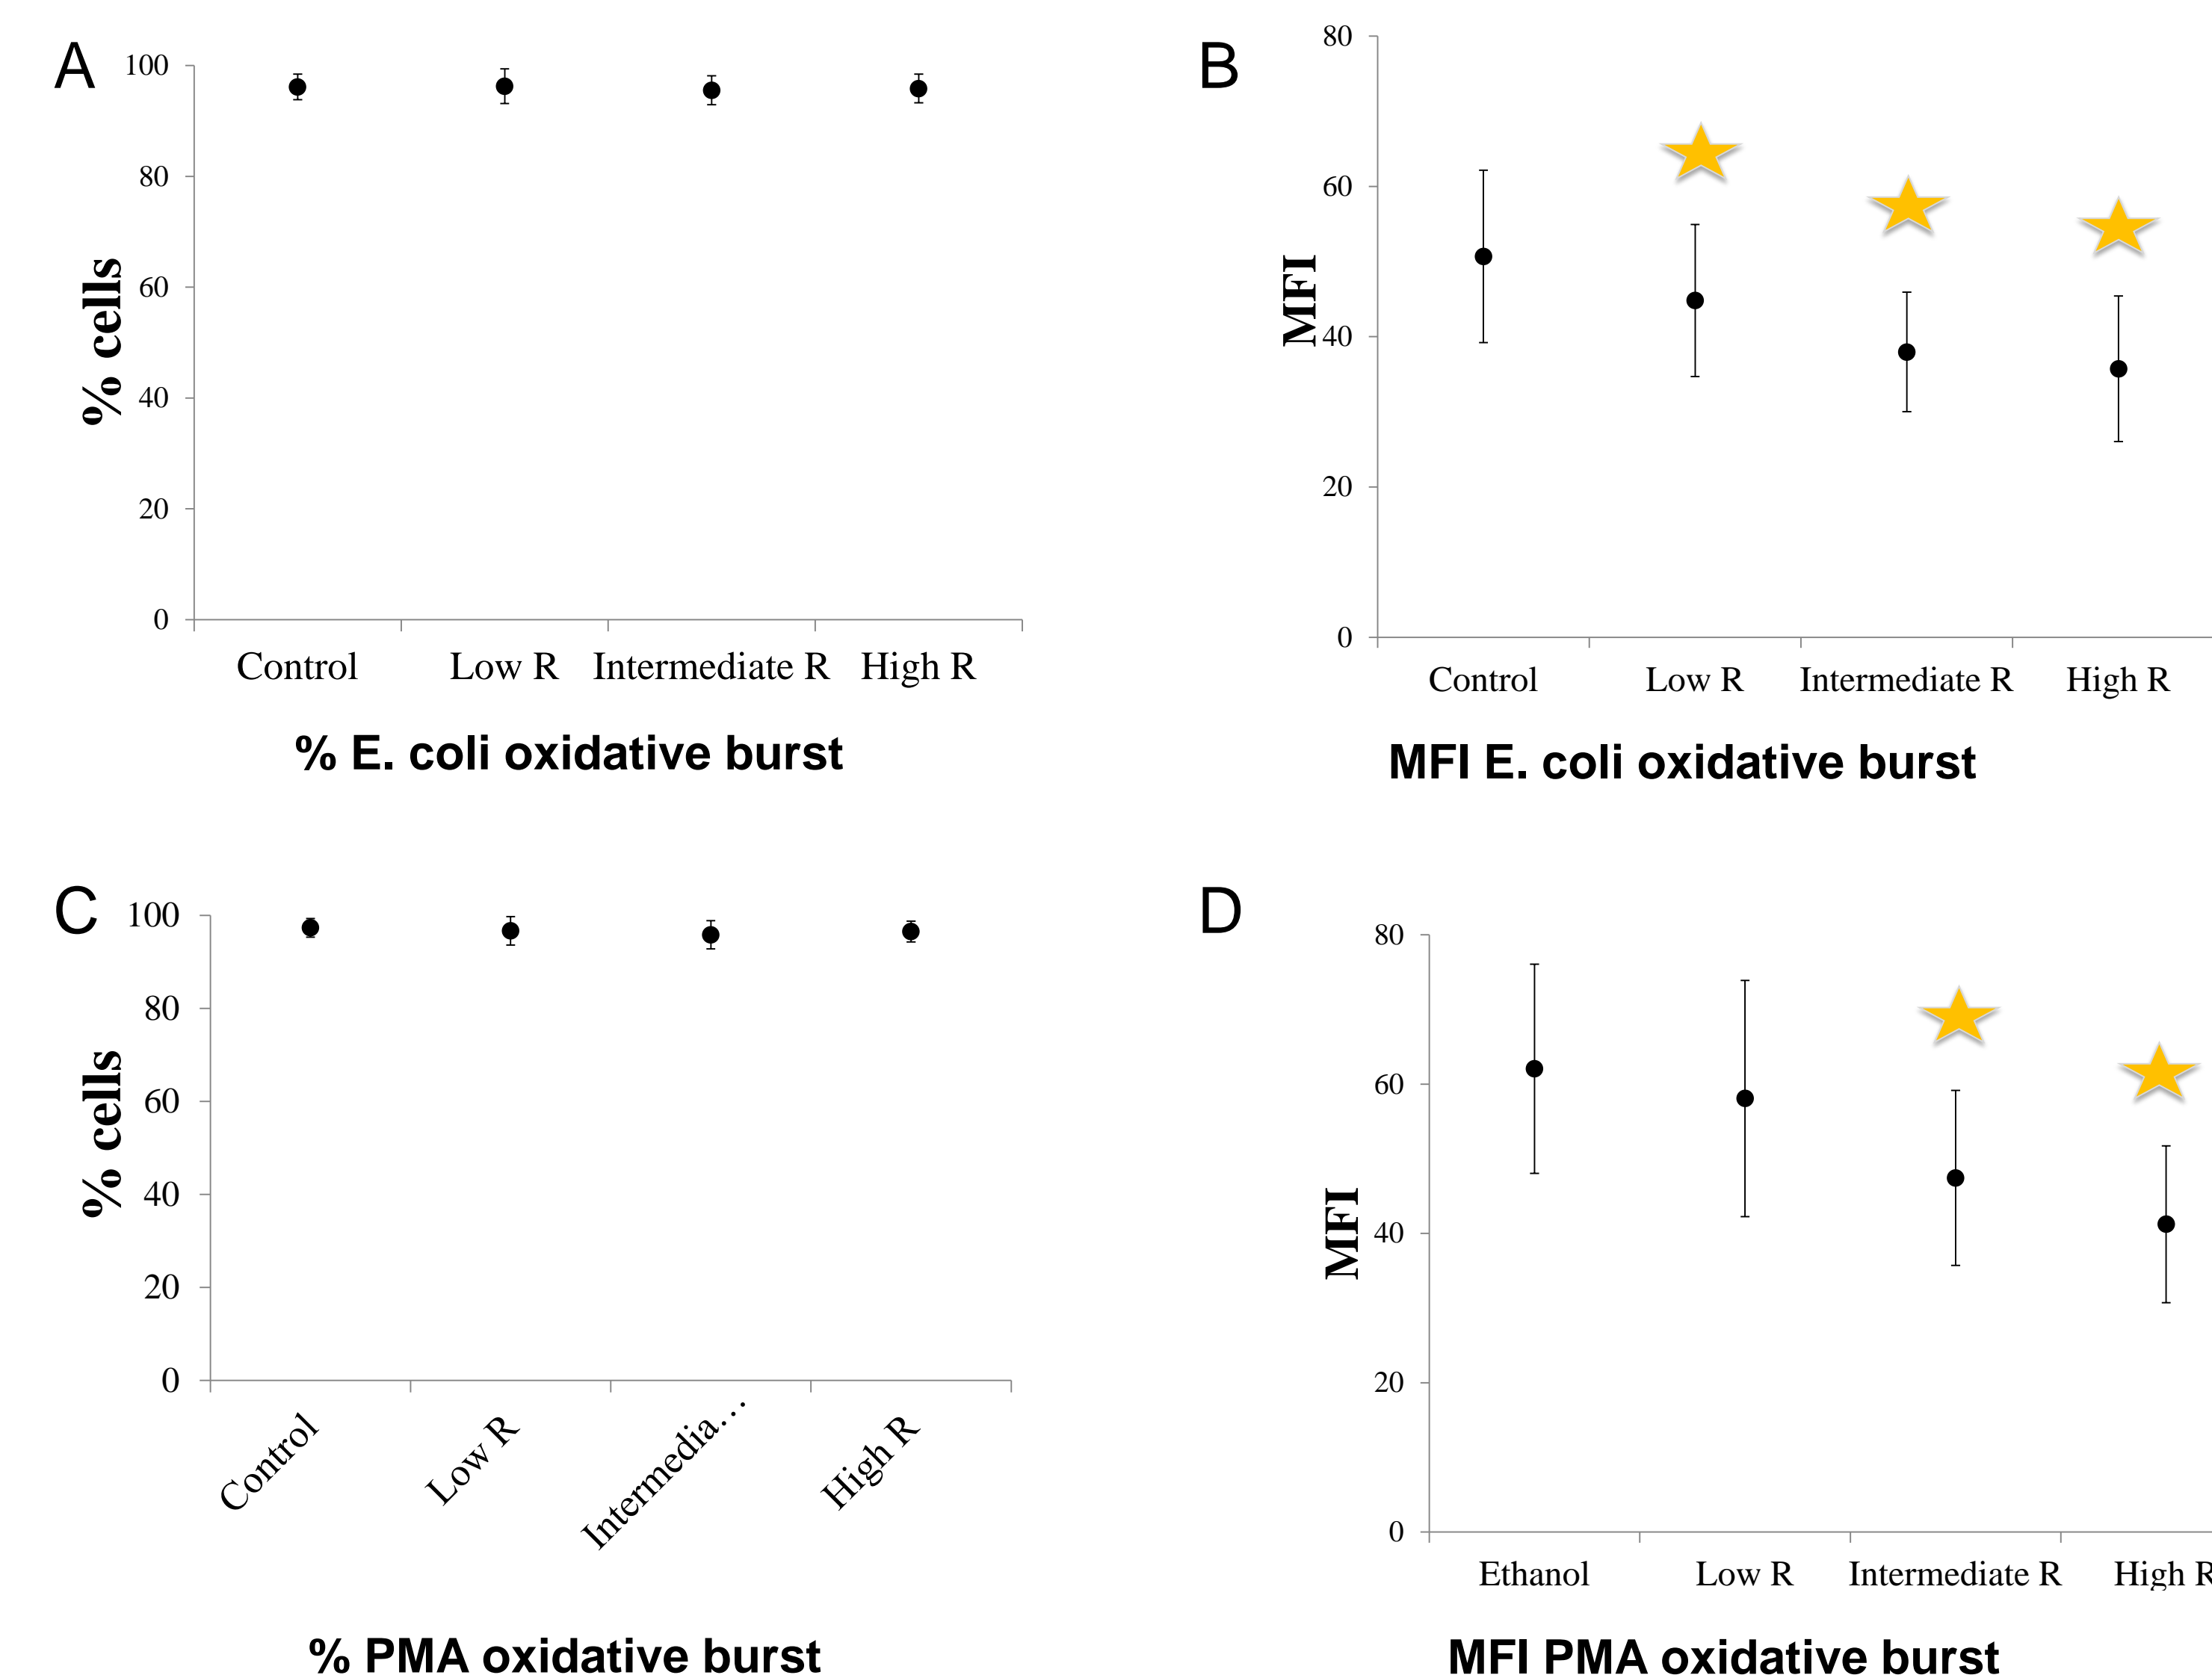 A
100
80
60
40
20
0
% cells
Control Low R Intermediate R High R
% E. coli oxidative burst
B
80
60
40
20
0
MFI
Control Low R Intermediate R High R
MFI E. coli oxidative burst
C
100
80
60
40
20
0
% cells
Control Low R Intermedia… High R
% PMA oxidative burst
D
80
60
40
20
0
MFI
Ethanol Low R Intermediate R High R
MFI PMA oxidative burst